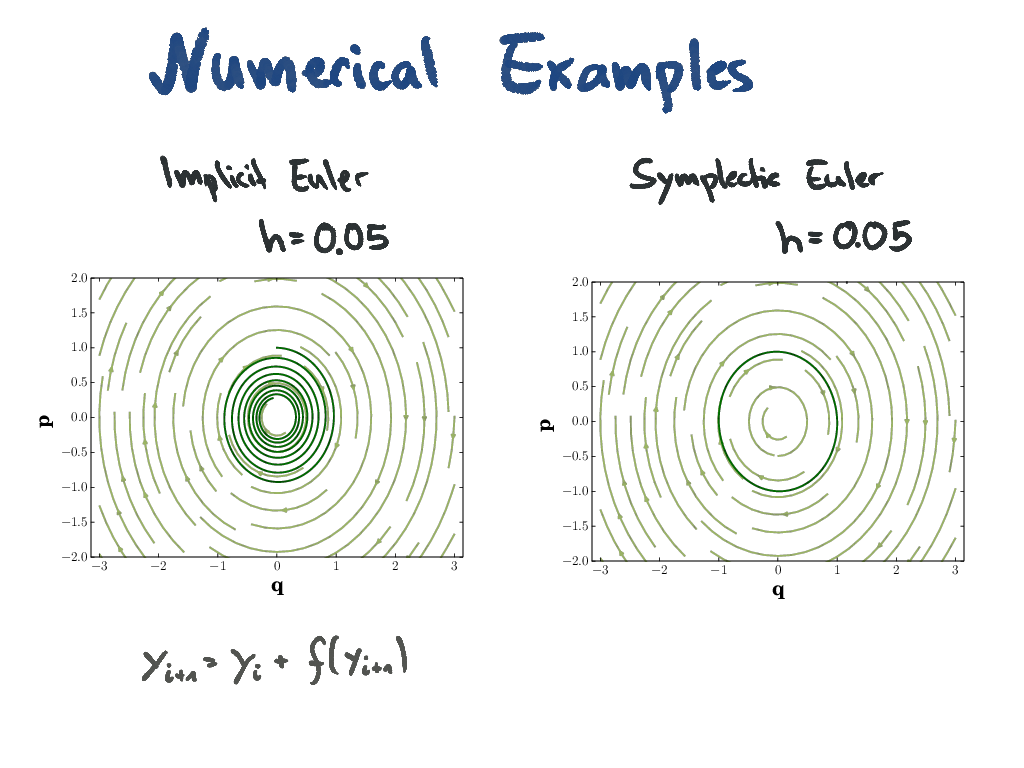 Numerical Examples
Implicit Euler
h=0.05
2.0
1.5
1.0
0.5
0.0
−0.5
−1.0
−1.5
−2.0
p
−3 −2 −1 0 1 2 3
q
y_{i+1} = y_i + f(y_{i+1})
Symplectic Euler
h=0.05
2.0
1.5
1.0
0.5
0.0
−0.5
−1.0
−1.5
−2.0
p
−3 −2 −1 0 1 2 3
q